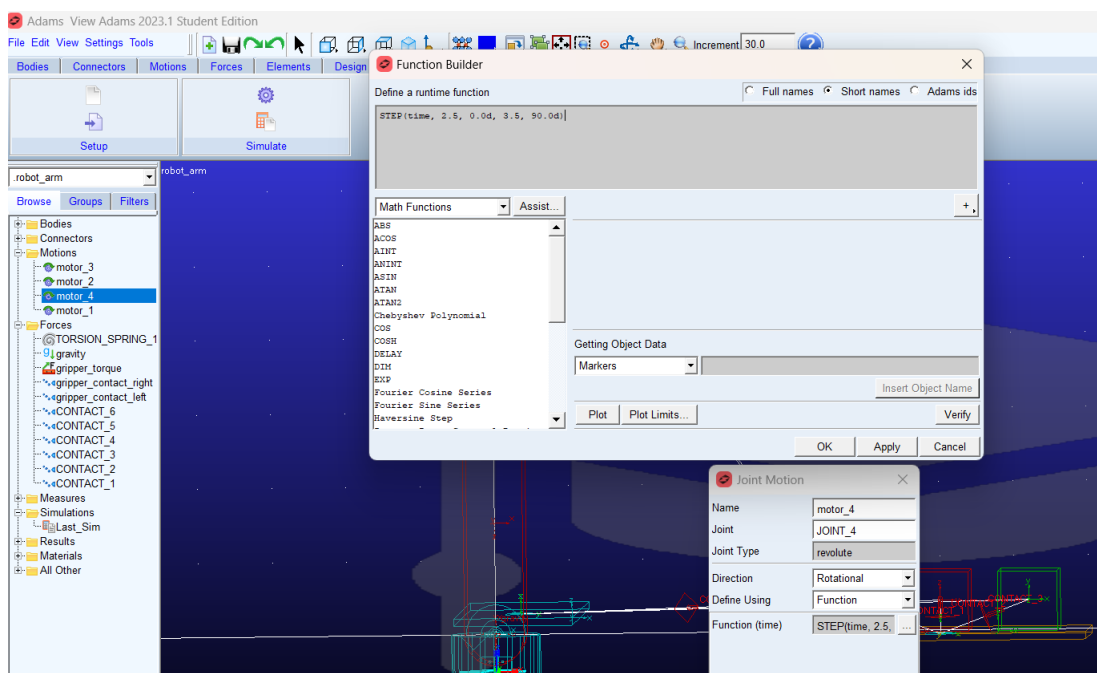 Adams View Adams 2023.1 Student Edition
File Edit View Settings Tools
Increment 30.0
Bodies Connectors Motions Forces Elements Design
Setup Simulate
.robot_arm
Browse Groups Filters
Bodies
Connectors
Motions
motor_3
motor_2
motor_4
motor_1
Forces
TORSION_SPRING_1
gravity
gripper_torque
gripper_contact_right
gripper_contact_left
CONTACT_6
CONTACT_5
CONTACT_4
CONTACT_3
CONTACT_2
CONTACT_1
Measures
Simulations
Last_Sim
Results
Materials
All Other
robot_arm
Function Builder
Define a runtime function
Full names Short names Adams ids
STEP(time, 2.5, 0.0d, 3.5, 90.0d)
Math Functions Assist...
+
ABS
ACOS
AINT
ANINT
ASIN
ATAN
ATAN2
Chebyshev Polynomial
COS
COSH
DELAY
DIM
EXP
Fourier Cosine Series
Fourier Sine Series
Haversine Step
Getting Object Data
Markers
Insert Object Name
Plot Plot Limits... Verify
OK Apply Cancel
Joint Motion
Name motor_4
Joint JOINT_4
Joint Type revolute
Direction Rotational
Define Using Function
Function (time) STEP(time, 2.5, ...